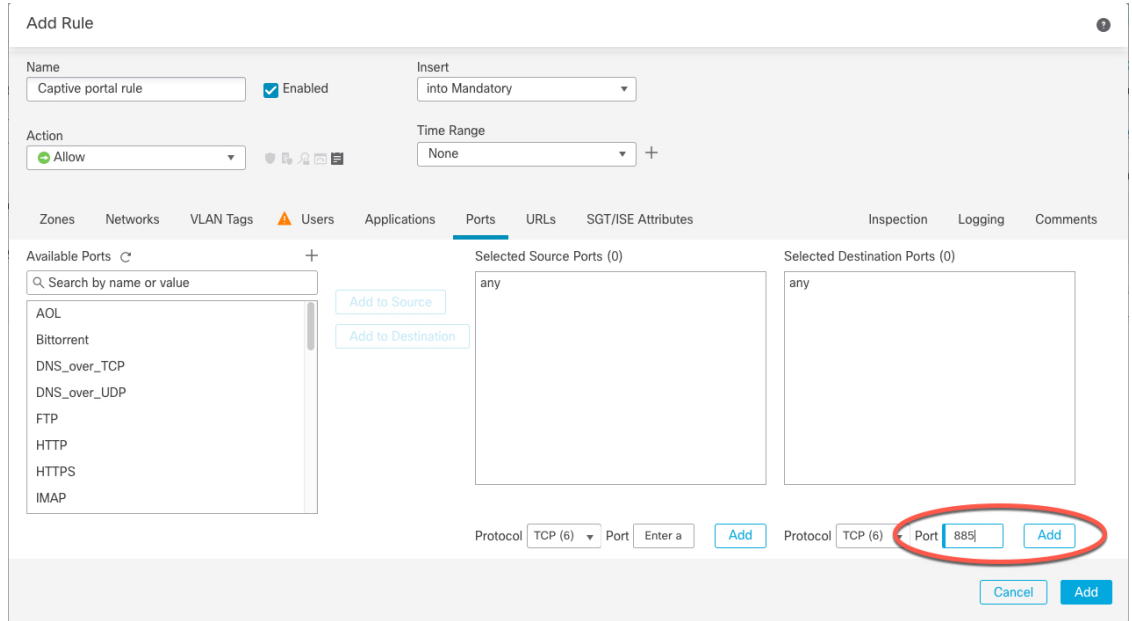 Add Rule
?
Name
Insert
Captive portal rule
Enabled
into Mandatory
Action
Time Range
Allow
None
Zones Networks VLAN Tags Users Applications Ports URLs SGT/ISE Attributes Inspection Logging Comments
Available Ports
Selected Source Ports (0)
Selected Destination Ports (0)
Search by name or value
any
any
AOL
Add to Source
Bittorrent
Add to Destination
DNS_over_TCP
DNS_over_UDP
FTP
HTTP
HTTPS
IMAP
Protocol TCP (6) Port Enter a Add
Protocol TCP (6) Port 885 Add
Cancel Add